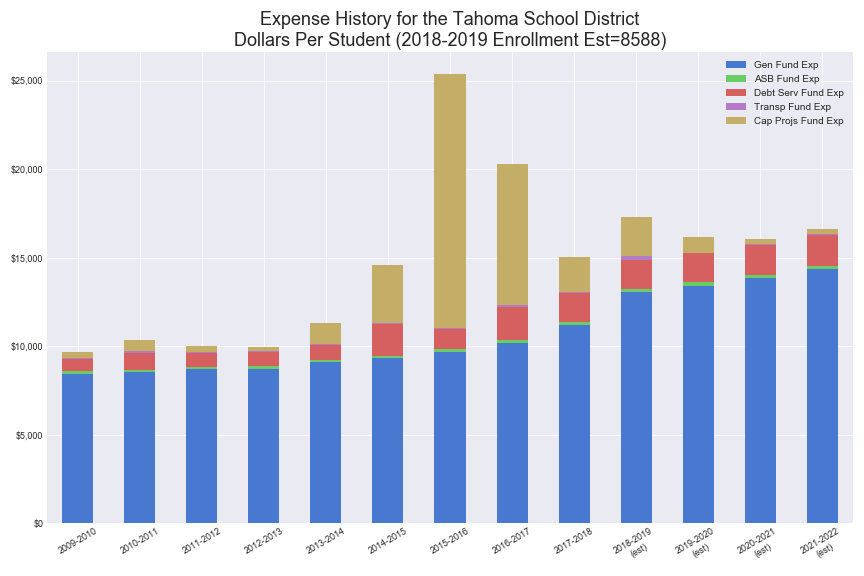 Expense History for the Tahoma School District
Dollars Per Student (2018-2019 Enrollment Est=8588)
Gen Fund Exp
ASB Fund Exp
Debt Serv Fund Exp
Transp Fund Exp
Cap Projs Fund Exp
$25,000
$20,000
$15,000
$10,000
$5,000
$0
2009-2010
2010-2011
2011-2012
2012-2013
2013-2014
2014-2015
2015-2016
2016-2017
2017-2018
2018-2019
(est)
2019-2020
(est)
2020-2021
(est)
2021-2022
(est)